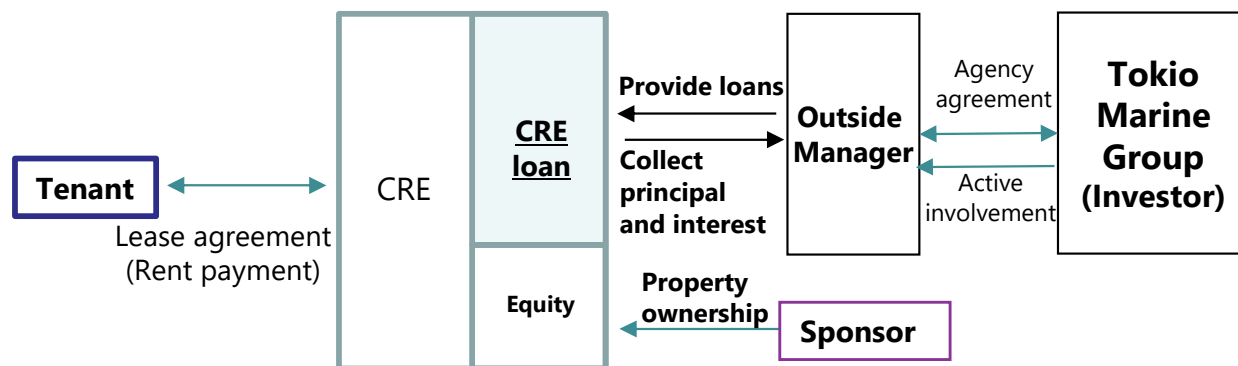 Tenant
Lease agreement
(Rent payment)
CRE
CRE
loan
Equity
Provide loans
Collect
principal
and interest
Property
ownership
Sponsor
Outside
Manager
Agency
agreement
Active
involvement
Tokio
Marine
Group
(Investor)